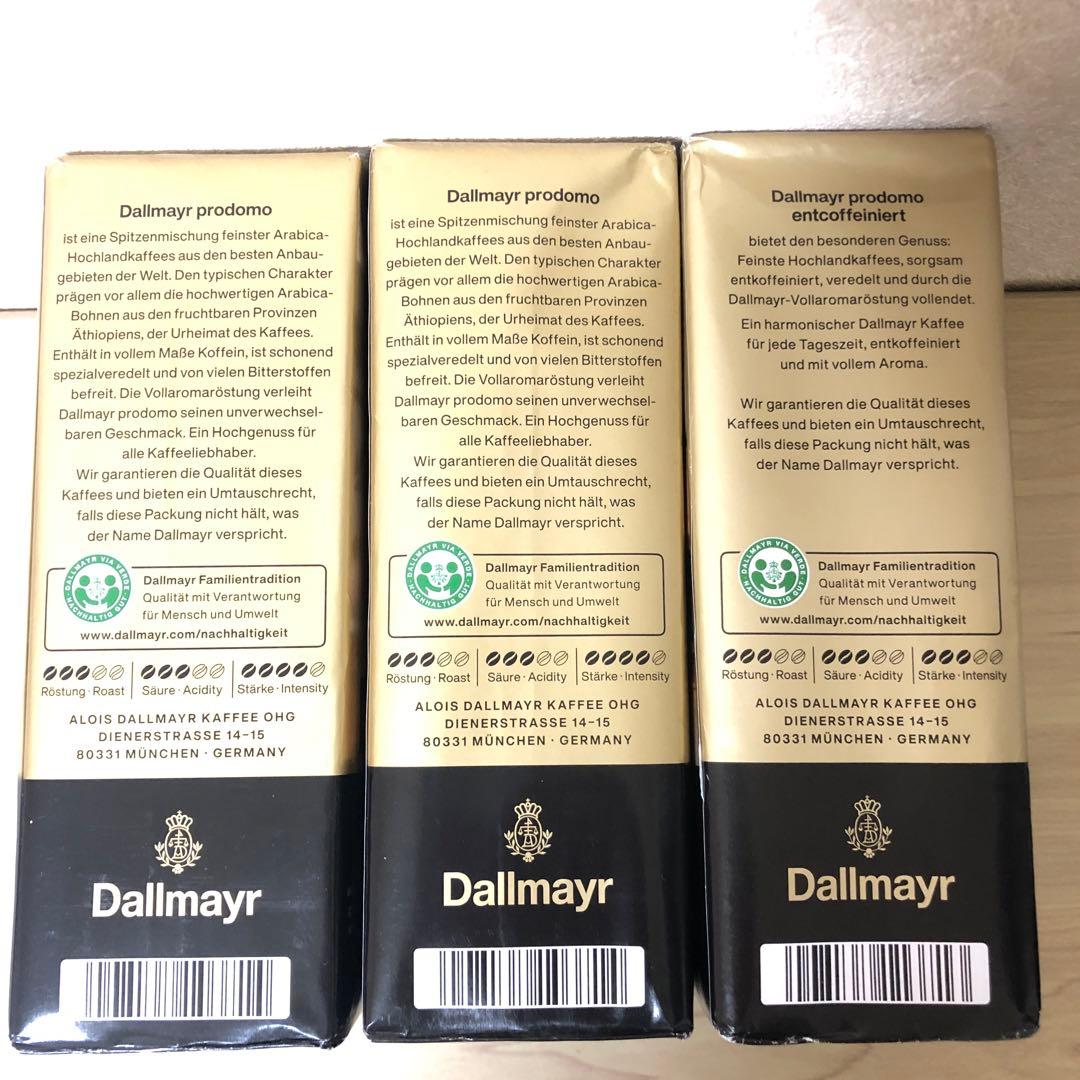 Dallmayr prodomo
ist eine Spitzenmischung feinster Arabica-
Hochlandkaffees aus den besten Anbau-
gebieten der Welt. Den typischen Charakter
prägen vor allem die hochwertigen Arabica-
Bohnen aus den fruchtbaren Provinzen
Äthiopiens, der Urheimat des Kaffees.
Enthält in vollem Maße Koffein, ist schonend
spezialveredelt und von vielen Bitterstoffen
befreit. Die Vollaromaröstung verleiht
Dallmayr prodomo seinen unverwechsel-
baren Geschmack. Ein Hochgenuss für
alle Kaffeeliebhaber.
Wir garantieren die Qualität dieses
Kaffees und bieten ein Umtauschrecht,
falls diese Packung nicht hält, was
der Name Dallmayr verspricht.
DALLMAYR VIA VERDE
NACHHALTIG GUT
Dallmayr Familientradition
Qualität mit Verantwortung
für Mensch und Umwelt
www.dallmayr.com/nachhaltigkeit
Röstung · Roast
Säure · Acidity
Stärke · Intensity
ALOIS DALLMAYR KAFFEE OHG
DIENERSTRASSE 14–15
80331 MÜNCHEN · GERMANY
Dallmayr
Dallmayr prodomo
ist eine Spitzenmischung feinster Arabica-
Hochlandkaffees aus den besten Anbau-
gebieten der Welt. Den typischen Charakter
prägen vor allem die hochwertigen Arabica-
Bohnen aus den fruchtbaren Provinzen
Äthiopiens, der Urheimat des Kaffees.
Enthält in vollem Maße Koffein, ist schonend
spezialveredelt und von vielen Bitterstoffen
befreit. Die Vollaromaröstung verleiht
Dallmayr prodomo seinen unverwechsel-
baren Geschmack. Ein Hochgenuss für
alle Kaffeeliebhaber.
Wir garantieren die Qualität dieses
Kaffees und bieten ein Umtauschrecht,
falls diese Packung nicht hält, was
der Name Dallmayr verspricht.
DALLMAYR VIA VERDE
NACHHALTIG GUT
Dallmayr Familientradition
Qualität mit Verantwortung
für Mensch und Umwelt
www.dallmayr.com/nachhaltigkeit
Röstung · Roast
Säure · Acidity
Stärke · Intensity
ALOIS DALLMAYR KAFFEE OHG
DIENERSTRASSE 14–15
80331 MÜNCHEN · GERMANY
Dallmayr
Dallmayr prodomo
entcoffeiniert
bietet den besonderen Genuss:
Feinste Hochlandkaffees, sorgsam
entkoffeiniert, veredelt und durch die
Dallmayr-Vollaromaröstung vollendet.
Ein harmonischer Dallmayr Kaffee
für jede Tageszeit, entkoffeiniert
und mit vollem Aroma.
Wir garantieren die Qualität dieses
Kaffees und bieten ein Umtauschrecht,
falls diese Packung nicht hält, was
der Name Dallmayr verspricht.
DALLMAYR VIA VERDE
NACHHALTIG GUT
Dallmayr Familientradition
Qualität mit Verantwortung
für Mensch und Umwelt
www.dallmayr.com/nachhaltigkeit
Röstung · Roast
Säure · Acidity
Stärke · Intensity
ALOIS DALLMAYR KAFFEE OHG
DIENERSTRASSE 14–15
80331 MÜNCHEN · GERMANY
Dallmayr